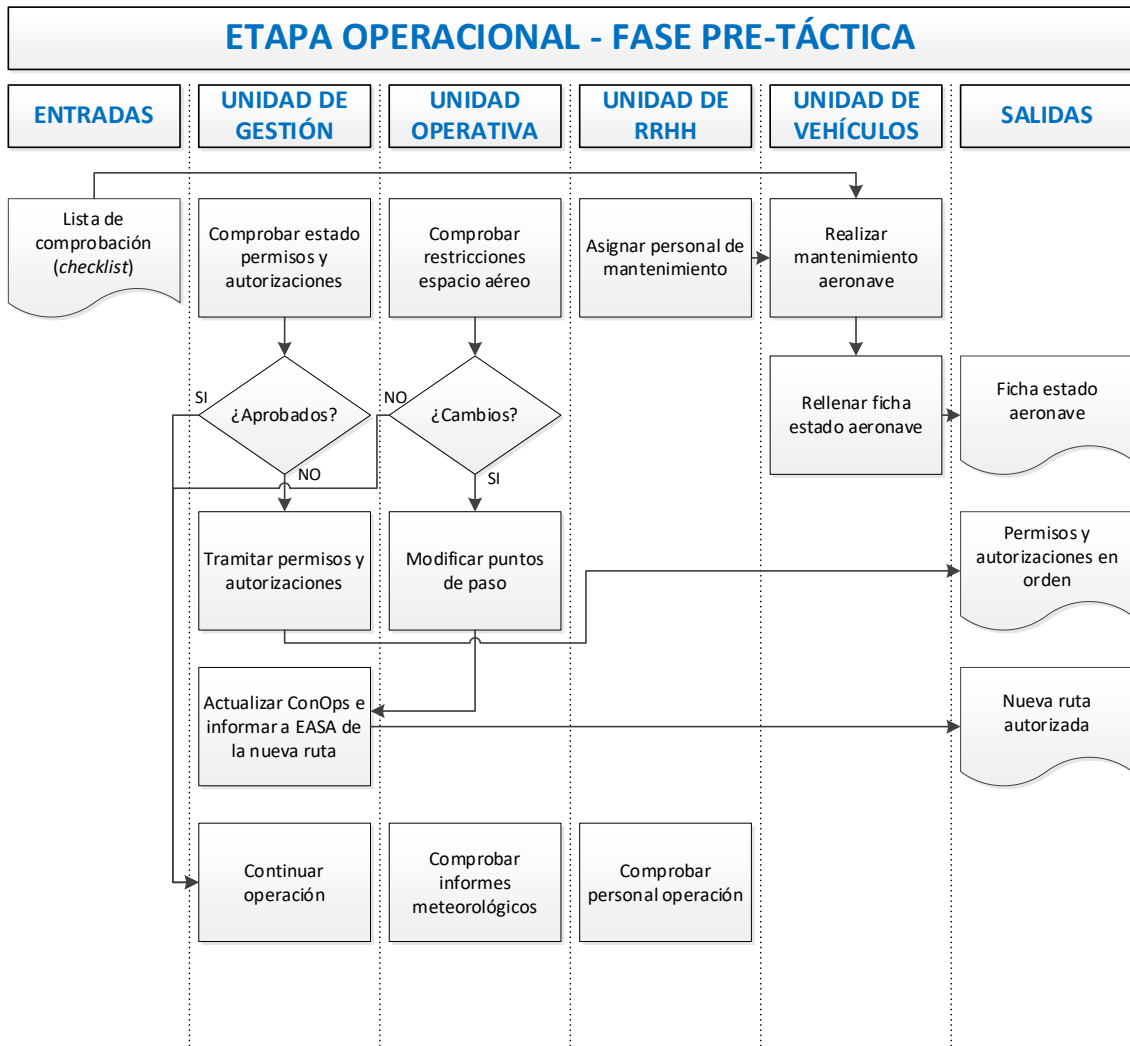 ETAPA OPERACIONAL - FASE PRE-TÁCTICA
ENTRADAS
UNIDAD DE
GESTIÓN
UNIDAD
OPERATIVA
UNIDAD DE
RRHH
UNIDAD DE
VEHÍCULOS
SALIDAS
Lista de
comprobación
(checklist)
Comprobar estado
permisos y
autorizaciones
Comprobar
restricciones
espacio aéreo
Asignar personal de
mantenimiento
Realizar
mantenimiento
aeronave
SI
¿Aprobados?
NO
NO
¿Cambios?
SI
Rellenar ficha
estado aeronave
Ficha estado
aeronave
Tramitar permisos y
autorizaciones
Modificar puntos
de paso
Permisos y
autorizaciones en
orden
Actualizar ConOps e
informar a EASA de
la nueva ruta
Nueva ruta
autorizada
Continuar
operación
Comprobar
informes
meteorológicos
Comprobar
personal operación